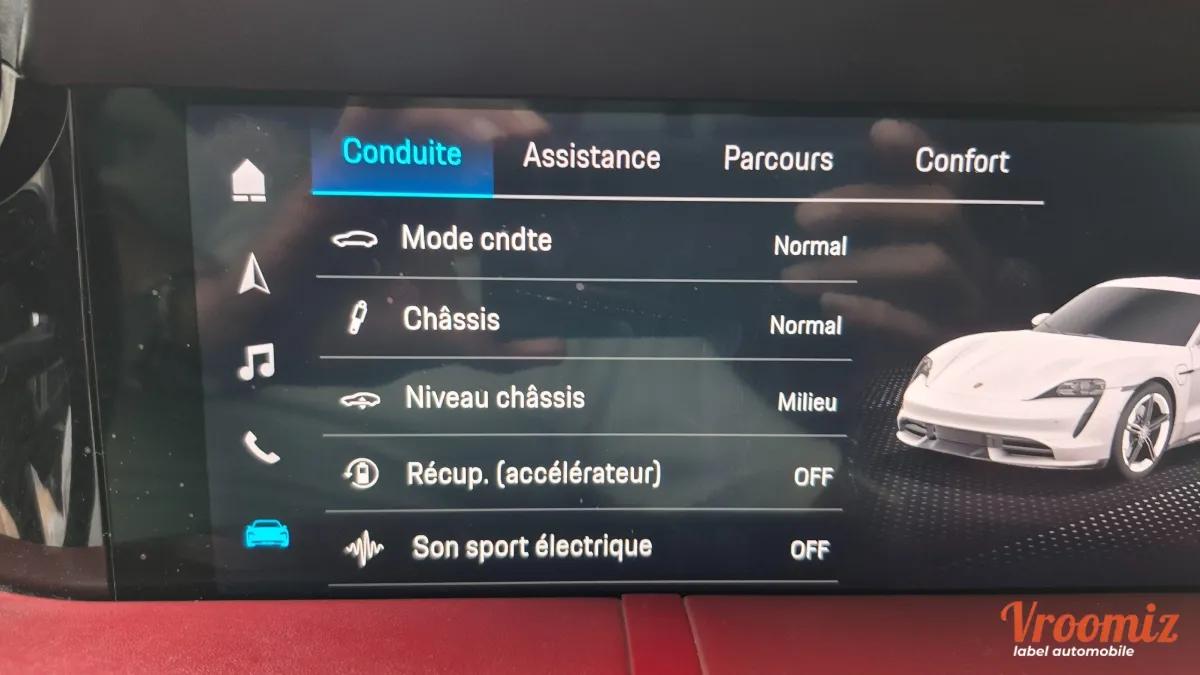 Conduite Assistance Parcours Confort
Mode cndte Normal
Châssis Normal
Niveau châssis Milieu
Récup. (accélérateur) OFF
Son sport électrique OFF
Vroomiz
label automobile